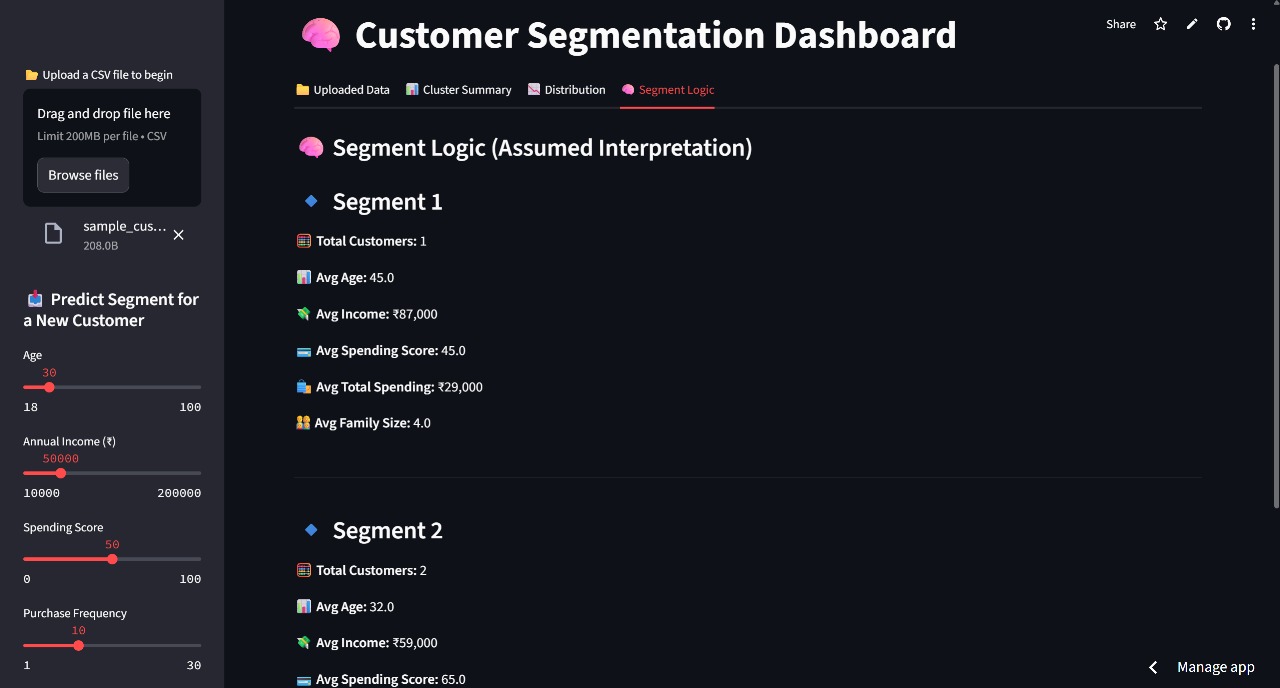 Share
Customer Segmentation Dashboard
Upload a CSV file to begin
Drag and drop file here
Limit 200MB per file • CSV
Browse files
sample_cus...
208.0B
Predict Segment for
a New Customer
Age
30
18 100
Annual Income (₹)
50000
10000 200000
Spending Score
50
0 100
Purchase Frequency
10
1 30
Uploaded Data Cluster Summary Distribution Segment Logic
Segment Logic (Assumed Interpretation)
Segment 1
Total Customers: 1
Avg Age: 45.0
Avg Income: ₹87,000
Avg Spending Score: 45.0
Avg Total Spending: ₹29,000
Avg Family Size: 4.0
Segment 2
Total Customers: 2
Avg Age: 32.0
Avg Income: ₹59,000
Avg Spending Score: 65.0
Manage app